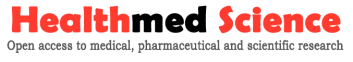 Healthmed Science
Open access to medical, pharmaceutical and scientific research